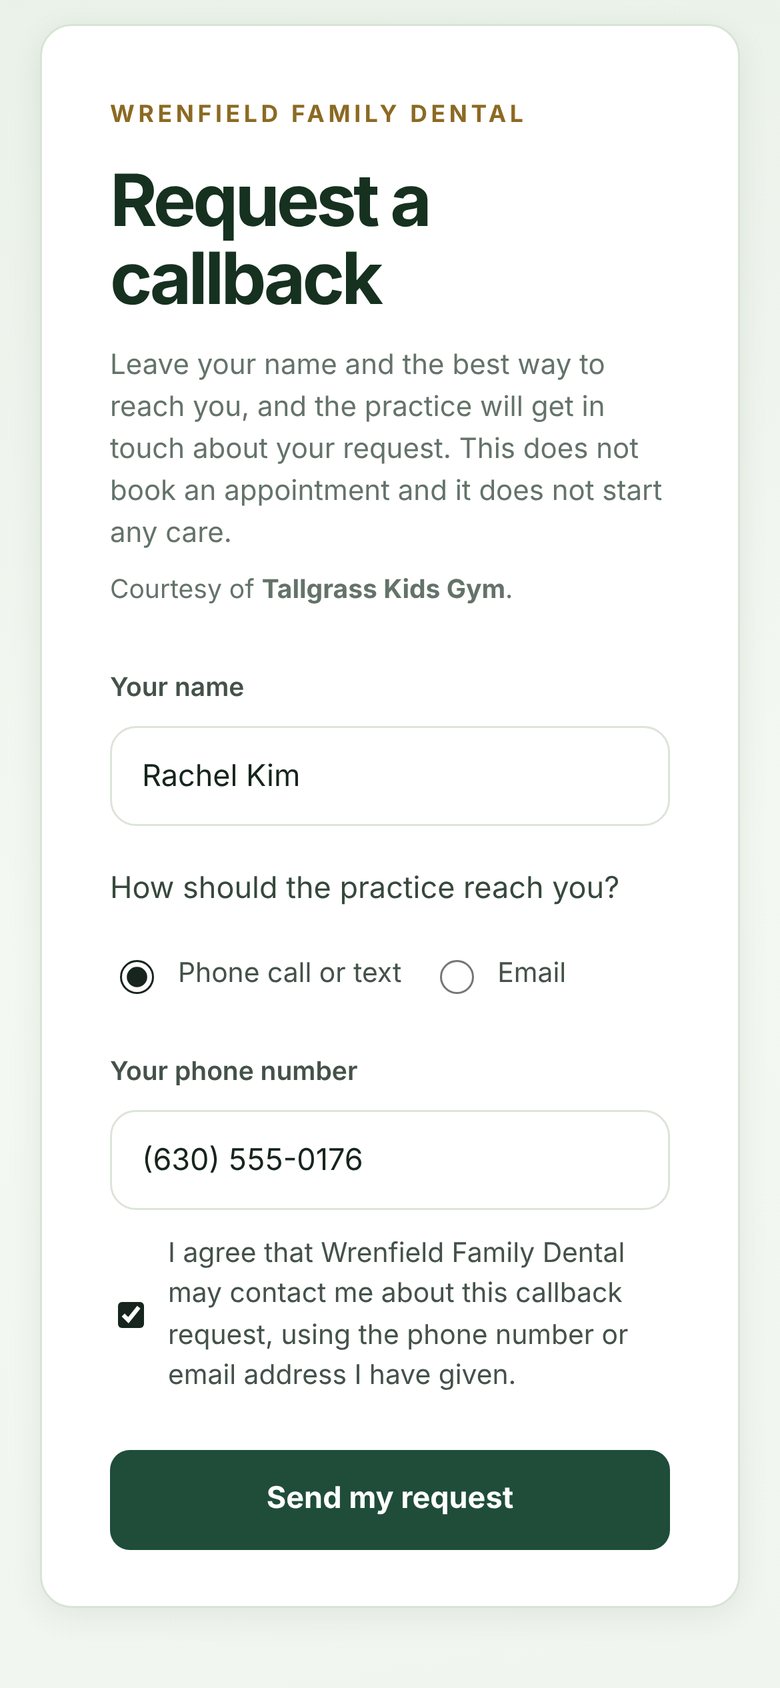 WRENFIELD FAMILY DENTAL
Request a
callback
Leave your name and the best way to
reach you, and the practice will get in
touch about your request. This does not
book an appointment and it does not start
any care.
Courtesy of Tallgrass Kids Gym.
Your name
Rachel Kim
How should the practice reach you?
Phone call or text Email
Your phone number
(630) 555-0176
I agree that Wrenfield Family Dental
may contact me about this callback
request, using the phone number or
email address I have given.
Send my request